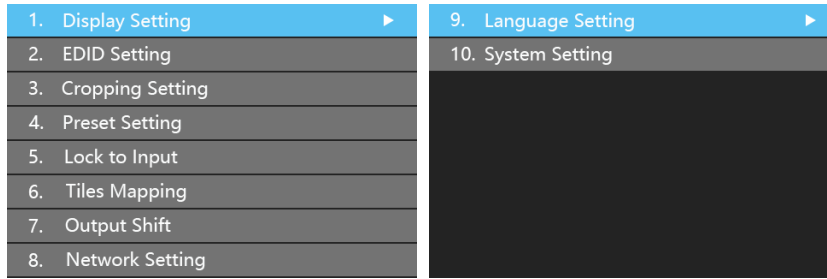 1. Display Setting
2. EDID Setting
3. Cropping Setting
4. Preset Setting
5. Lock to Input
6. Tiles Mapping
7. Output Shift
8. Network Setting
9. Language Setting
10. System Setting